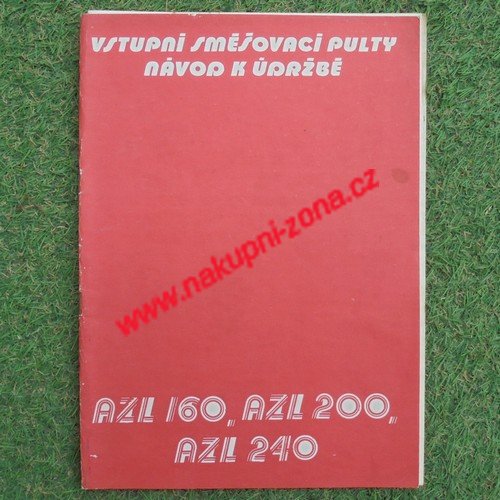 VSTUPNÍ SMĚŠOVACÍ PULTY
NÁVOD K ÚDRŽBĚ
www.nakupni-zona.cz
AZL 160, AZL 200,
AZL 240